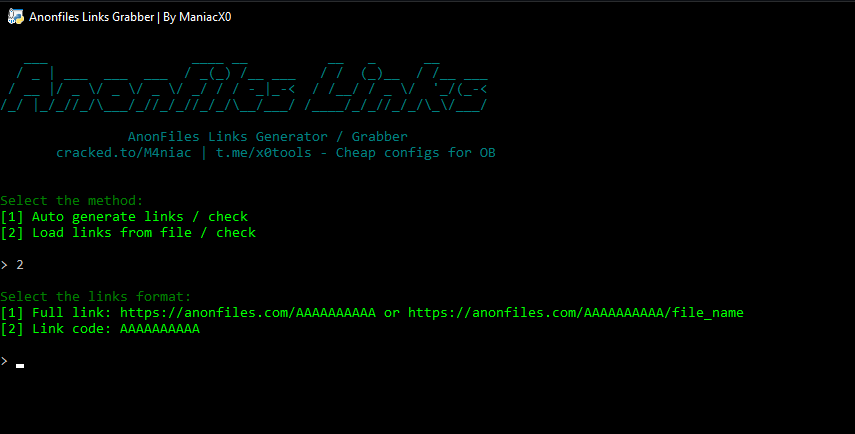 Anonfiles Links Grabber | By ManiacX0
Anonfiles Links
AnonFiles Links Generator / Grabber
cracked.to/M4niac | t.me/x0tools - Cheap configs for OB
Select the method:
[1] Auto generate links / check
[2] Load links from file / check
> 2
Select the links format:
[1] Full link: https://anonfiles.com/AAAAAAAAAA or https://anonfiles.com/AAAAAAAAAA/file_name
[2] Link code: AAAAAAAAAA
>